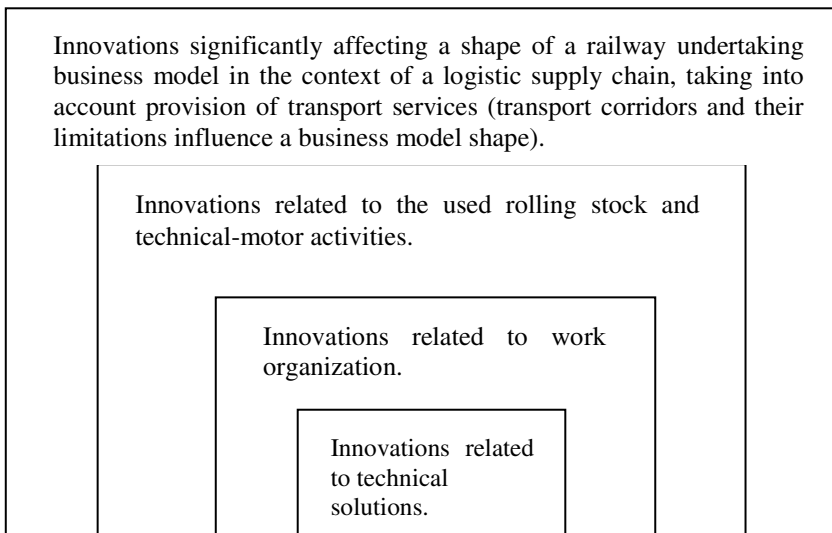 Innovations significantly affecting a shape of a railway undertaking
business model in the context of a logistic supply chain, taking into
account provision of transport services (transport corridors and their
limitations influence a business model shape).
Innovations related to the used rolling stock and
technical-motor activities.
Innovations related to work
organization.
Innovations related
to technical
solutions.